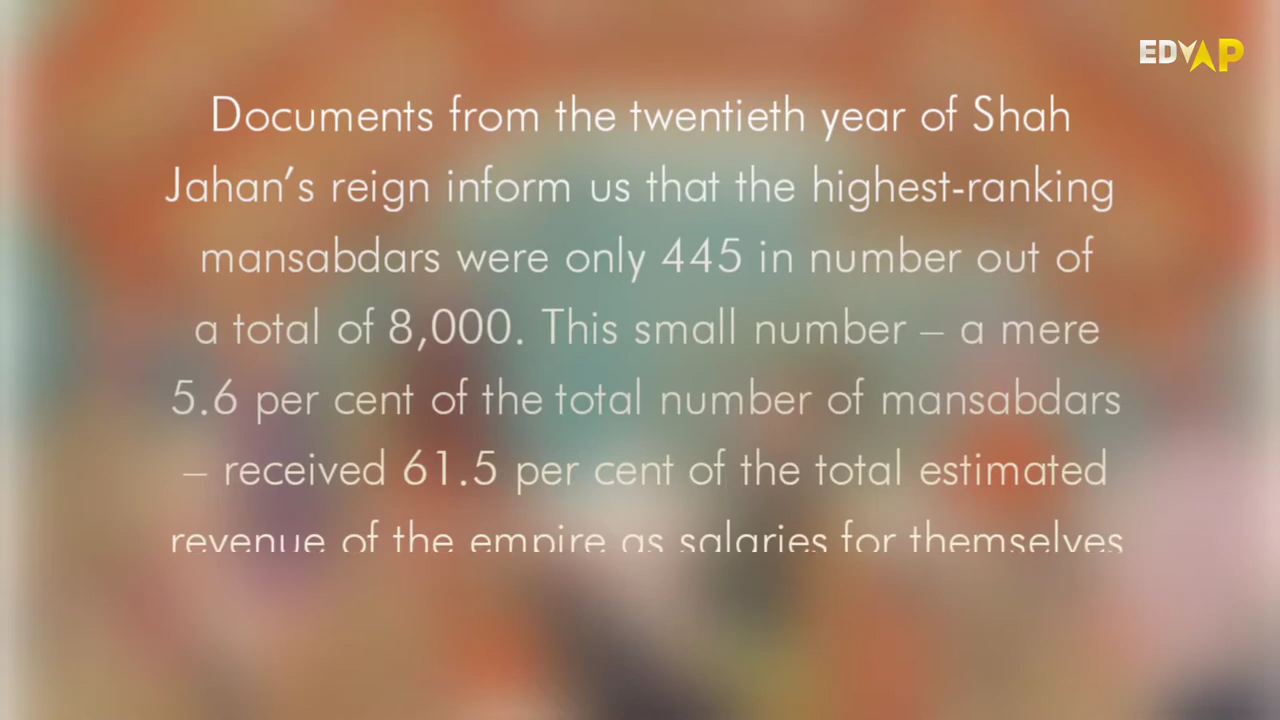 EDVAP
Documents from the twentieth year of Shah
Jahan’s reign inform us that the highest-ranking
mansabdars were only 445 in number out of
a total of 8,000. This small number – a mere
5.6 per cent of the total number of mansabdars
– received 61.5 per cent of the total estimated
revenue of the empire as salaries for themselves